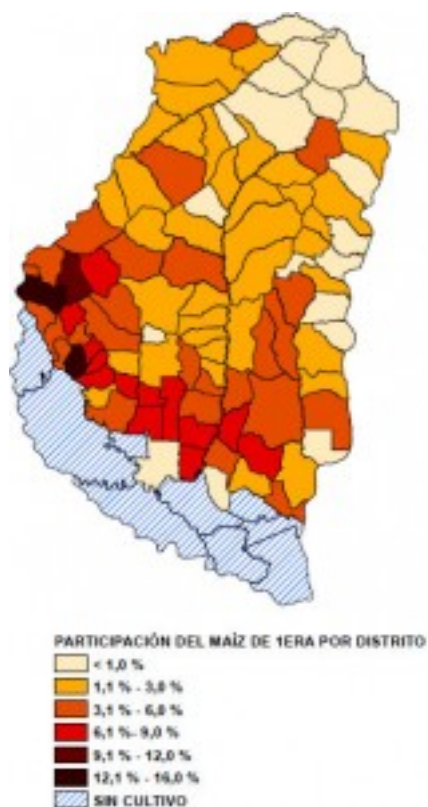 PARTICIPACIÓN DEL MAÍZ DE 1ERA POR DISTRITO
< 1,0 %
1,1 % - 3,0 %
3,1 % - 6,0 %
6,1 % - 9,0 %
9,1 % - 12,0 %
12,1 % - 16,0 %
SIN CULTIVO